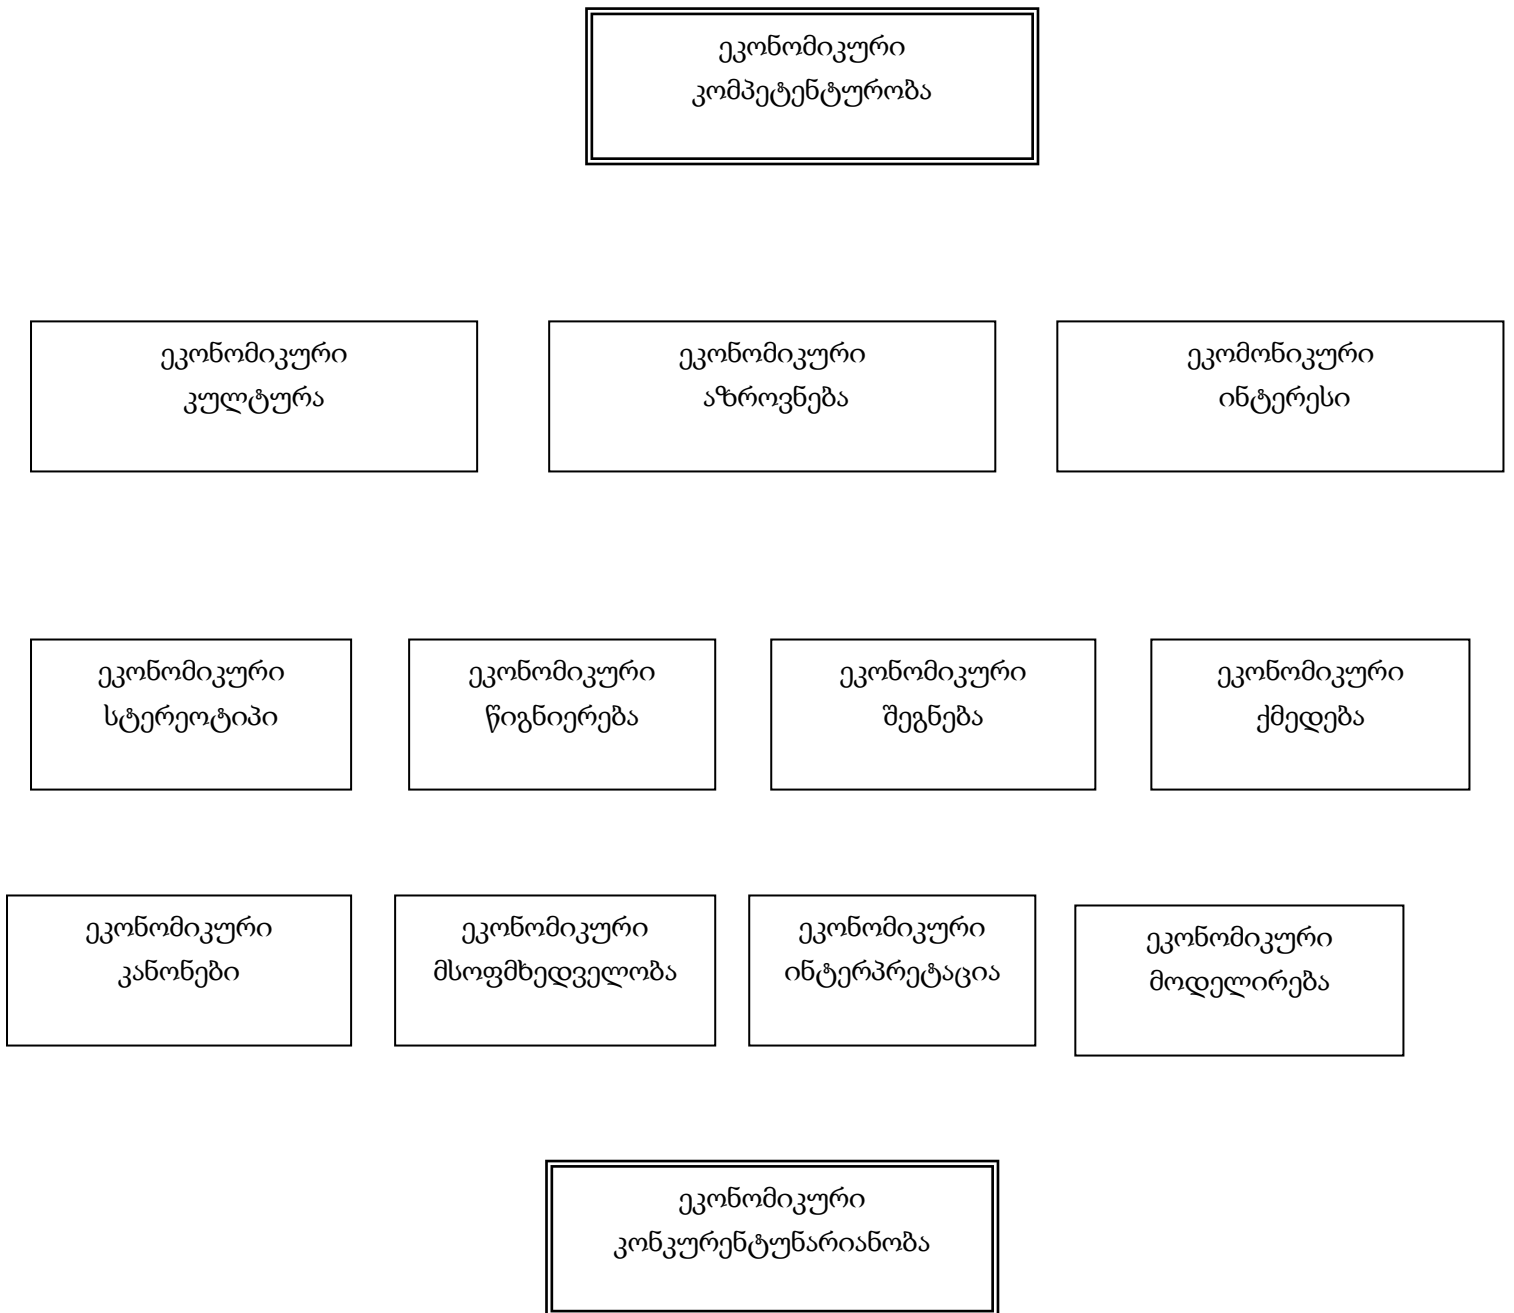 ეკონომიკური
კომპეტენტურობა
ეკონომიკური
კულტურა
ეკონომიკური
აზროვნება
ეკომონიკური
ინტერესი
ეკონომიკური
სტერეოტიპი
ეკონომიკური
წიგნიერება
ეკონომიკური
შეგნება
ეკონომიკური
ქმედება
ეკონომიკური
კანონები
ეკონომიკური
მსოფმხედველობა
ეკონომიკური
ინტერპრეტაცია
ეკონომიკური
მოდელირება
ეკონომიკური
კონკურენტუნარიანობა